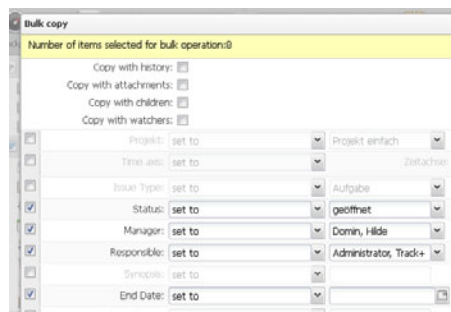 Bulk copy
Number of items selected for bulk operation:8
Copy with history:
Copy with attachments:
Copy with children:
Copy with watchers:
Projekt: set to Projekt einfach
Time axis: set to Zeitachse
Issue Type: set to Aufgabe
Status: set to geöffnet
Manager: set to Domin, Hilde
Responsible: set to Administrator, Track+
Synopsis: set to
End Date: set to